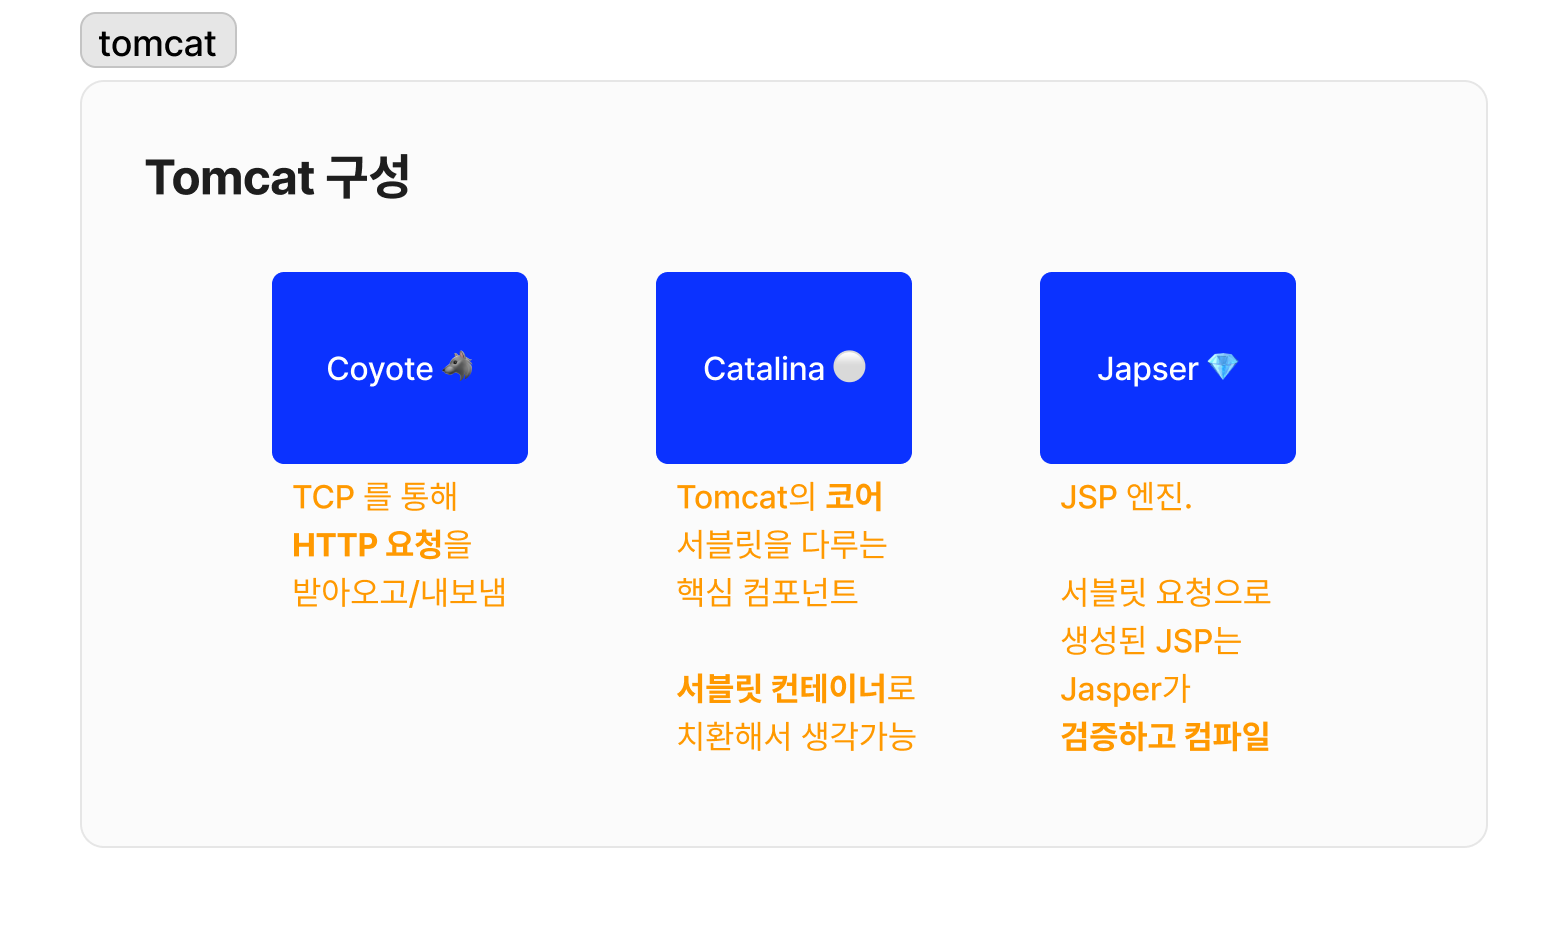 tomcat
Tomcat 구성
Coyote 🐺
Catalina ⚪
Japser 💎
TCP 를 통해
HTTP 요청을
받아오고/내보냄
Tomcat의 코어
서블릿을 다루는
핵심 컴포넌트
서블릿 컨테이너로
치환해서 생각가능
JSP 엔진.
서블릿 요청으로
생성된 JSP는
Jasper가
검증하고 컴파일